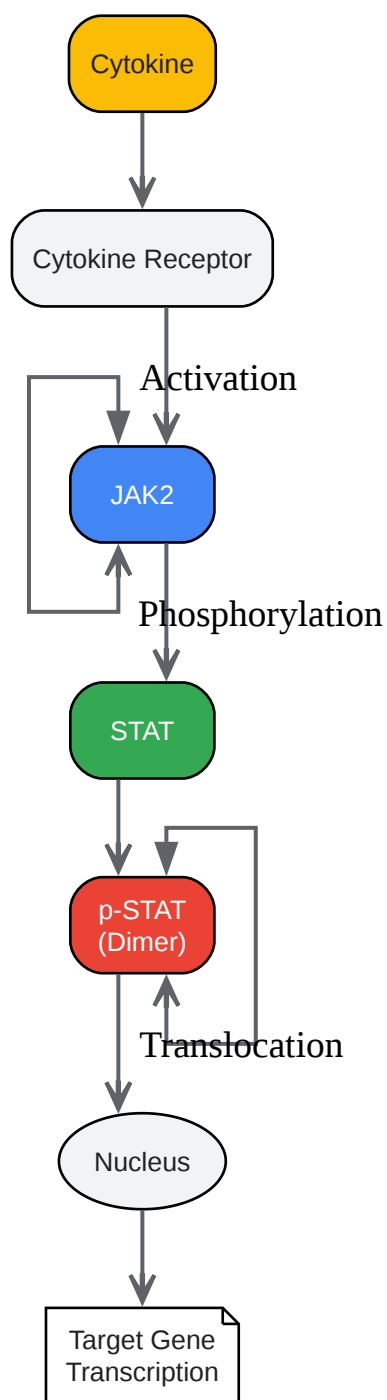 Cytokine
Cytokine Receptor
Activation
JAK2
Phosphorylation
STAT
p-STAT
(Dimer)
Translocation
Nucleus
Target Gene
Transcription